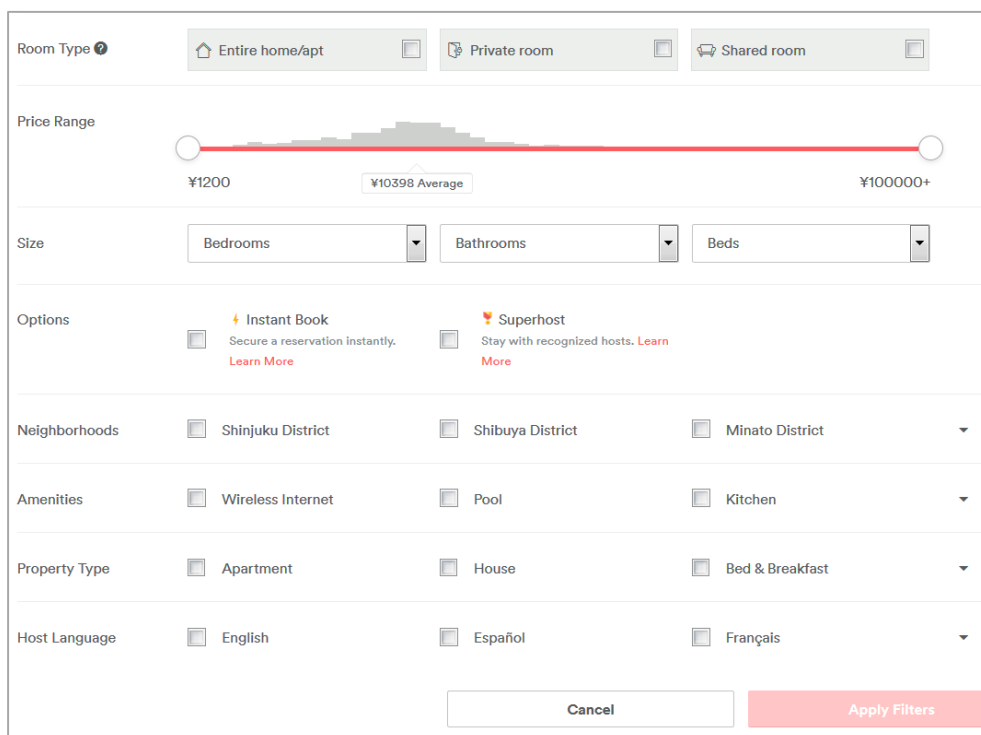 Room Type ?
Entire home/apt
Private room
Shared room
Price Range
¥1200
¥10398 Average
¥100000+
Size
Bedrooms
Bathrooms
Beds
Options
Instant Book
Secure a reservation instantly.
Learn More
Superhost
Stay with recognized hosts. Learn
More
Neighborhoods
Shinjuku District
Shibuya District
Minato District
Amenities
Wireless Internet
Pool
Kitchen
Property Type
Apartment
House
Bed & Breakfast
Host Language
English
Español
Français
Cancel
Apply Filters